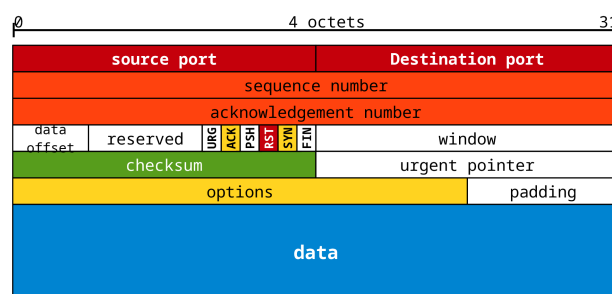 0 4 octets 31
source port Destination port
sequence number
acknowledgement number
data offset reserved URG ACK PSH RST SYN FIN window
checksum urgent pointer
options padding
data